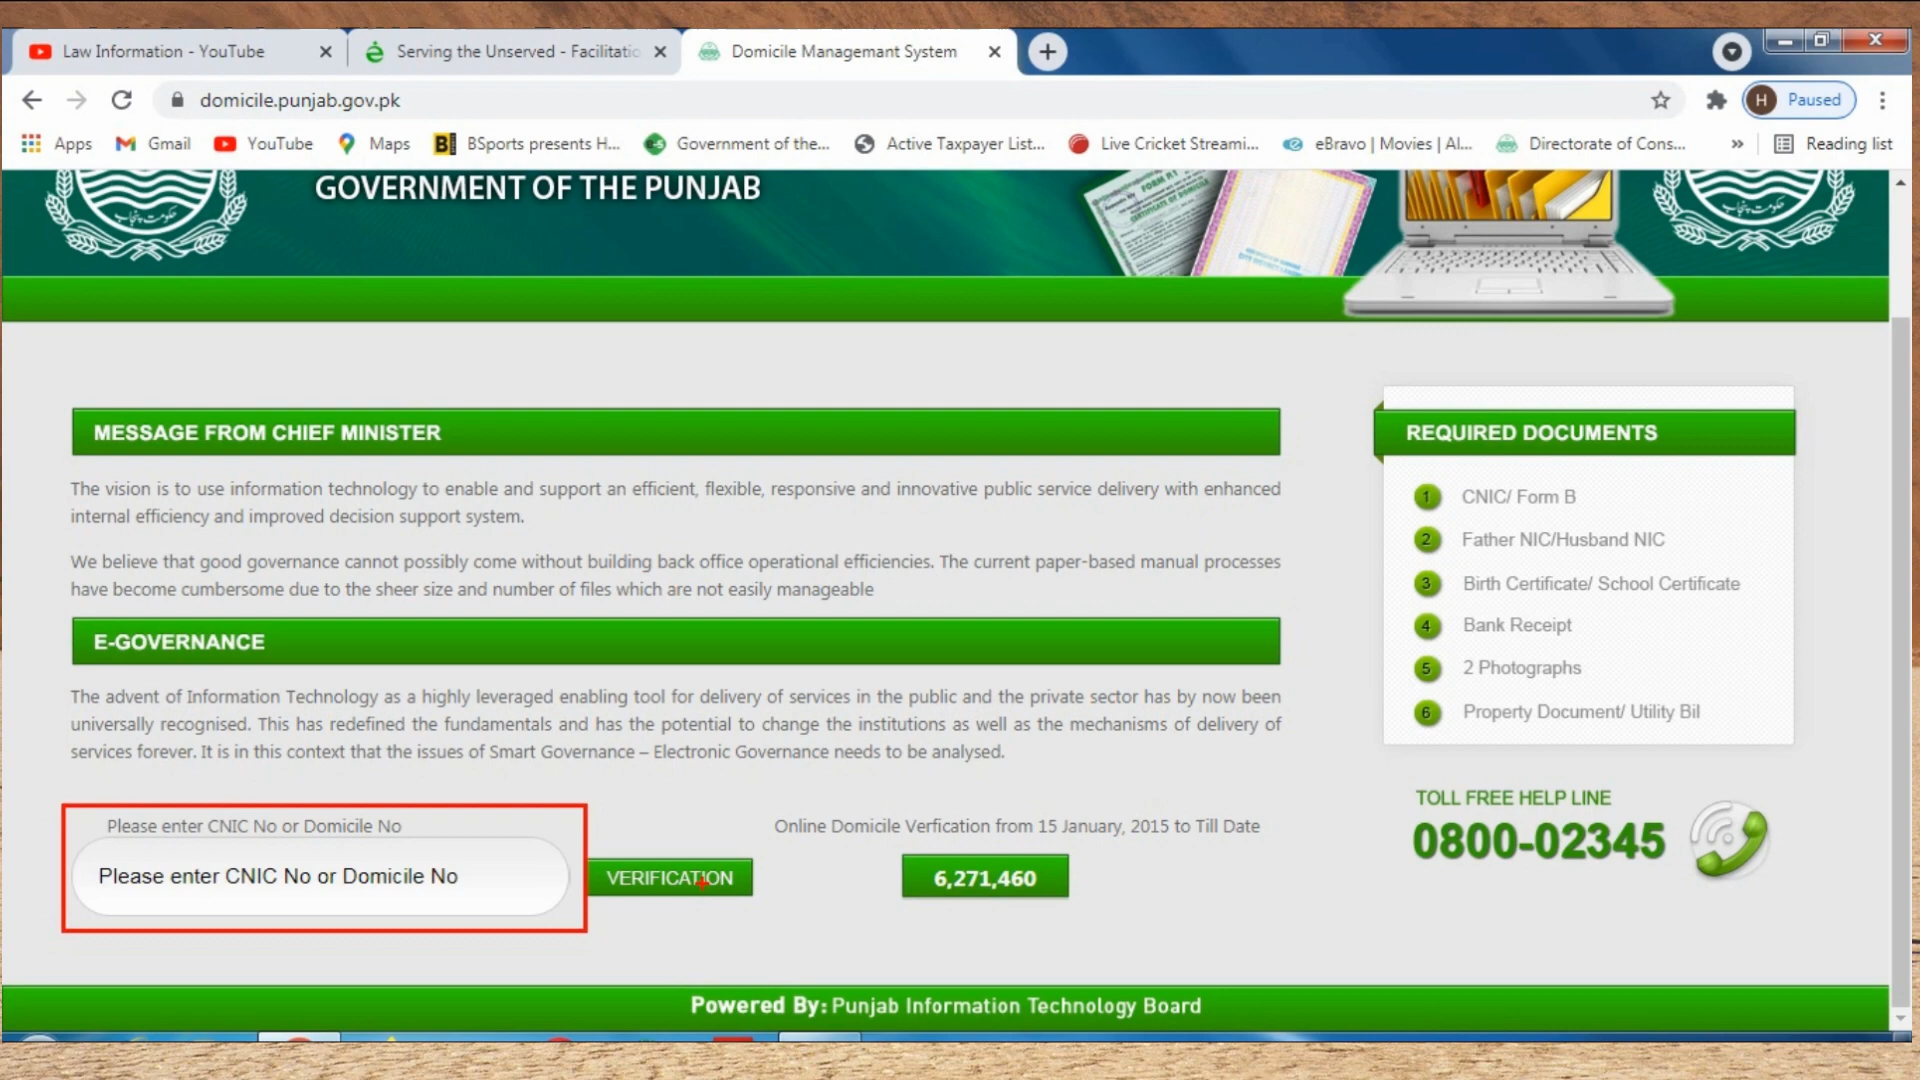 Law Information - YouTube
Serving the Unserved - Facilitatio
Domicile Managemant System
domicile.punjab.gov.pk
H
Paused
Apps
Gmail
YouTube
Maps
BSports presents H...
Government of the...
Active Taxpayer List...
Live Cricket Streami...
eBravo | Movies | Al...
Directorate of Cons...
»
Reading list
حکومت پنجاب
GOVERNMENT OF THE PUNJAB
FORM P1
CERTIFICATE OF DOMICILE
حکومت پنجاب
MESSAGE FROM CHIEF MINISTER
The vision is to use information technology to enable and support an efficient, flexible, responsive and innovative public service delivery with enhanced
internal efficiency and improved decision support system.
We believe that good governance cannot possibly come without building back office operational efficiencies. The current paper-based manual processes
have become cumbersome due to the sheer size and number of files which are not easily manageable
E-GOVERNANCE
The advent of Information Technology as a highly leveraged enabling tool for delivery of services in the public and the private sector has by now been
universally recognised. This has redefined the fundamentals and has the potential to change the institutions as well as the mechanisms of delivery of
services forever. It is in this context that the issues of Smart Governance – Electronic Governance needs to be analysed.
Please enter CNIC No or Domicile No
Please enter CNIC No or Domicile No
VERIFICATION
Online Domicile Verfication from 15 January, 2015 to Till Date
6,271,460
REQUIRED DOCUMENTS
1 CNIC/ Form B
2 Father NIC/Husband NIC
3 Birth Certificate/ School Certificate
4 Bank Receipt
5 2 Photographs
6 Property Document/ Utility Bil
TOLL FREE HELP LINE
0800-02345
Powered By: Punjab Information Technology Board